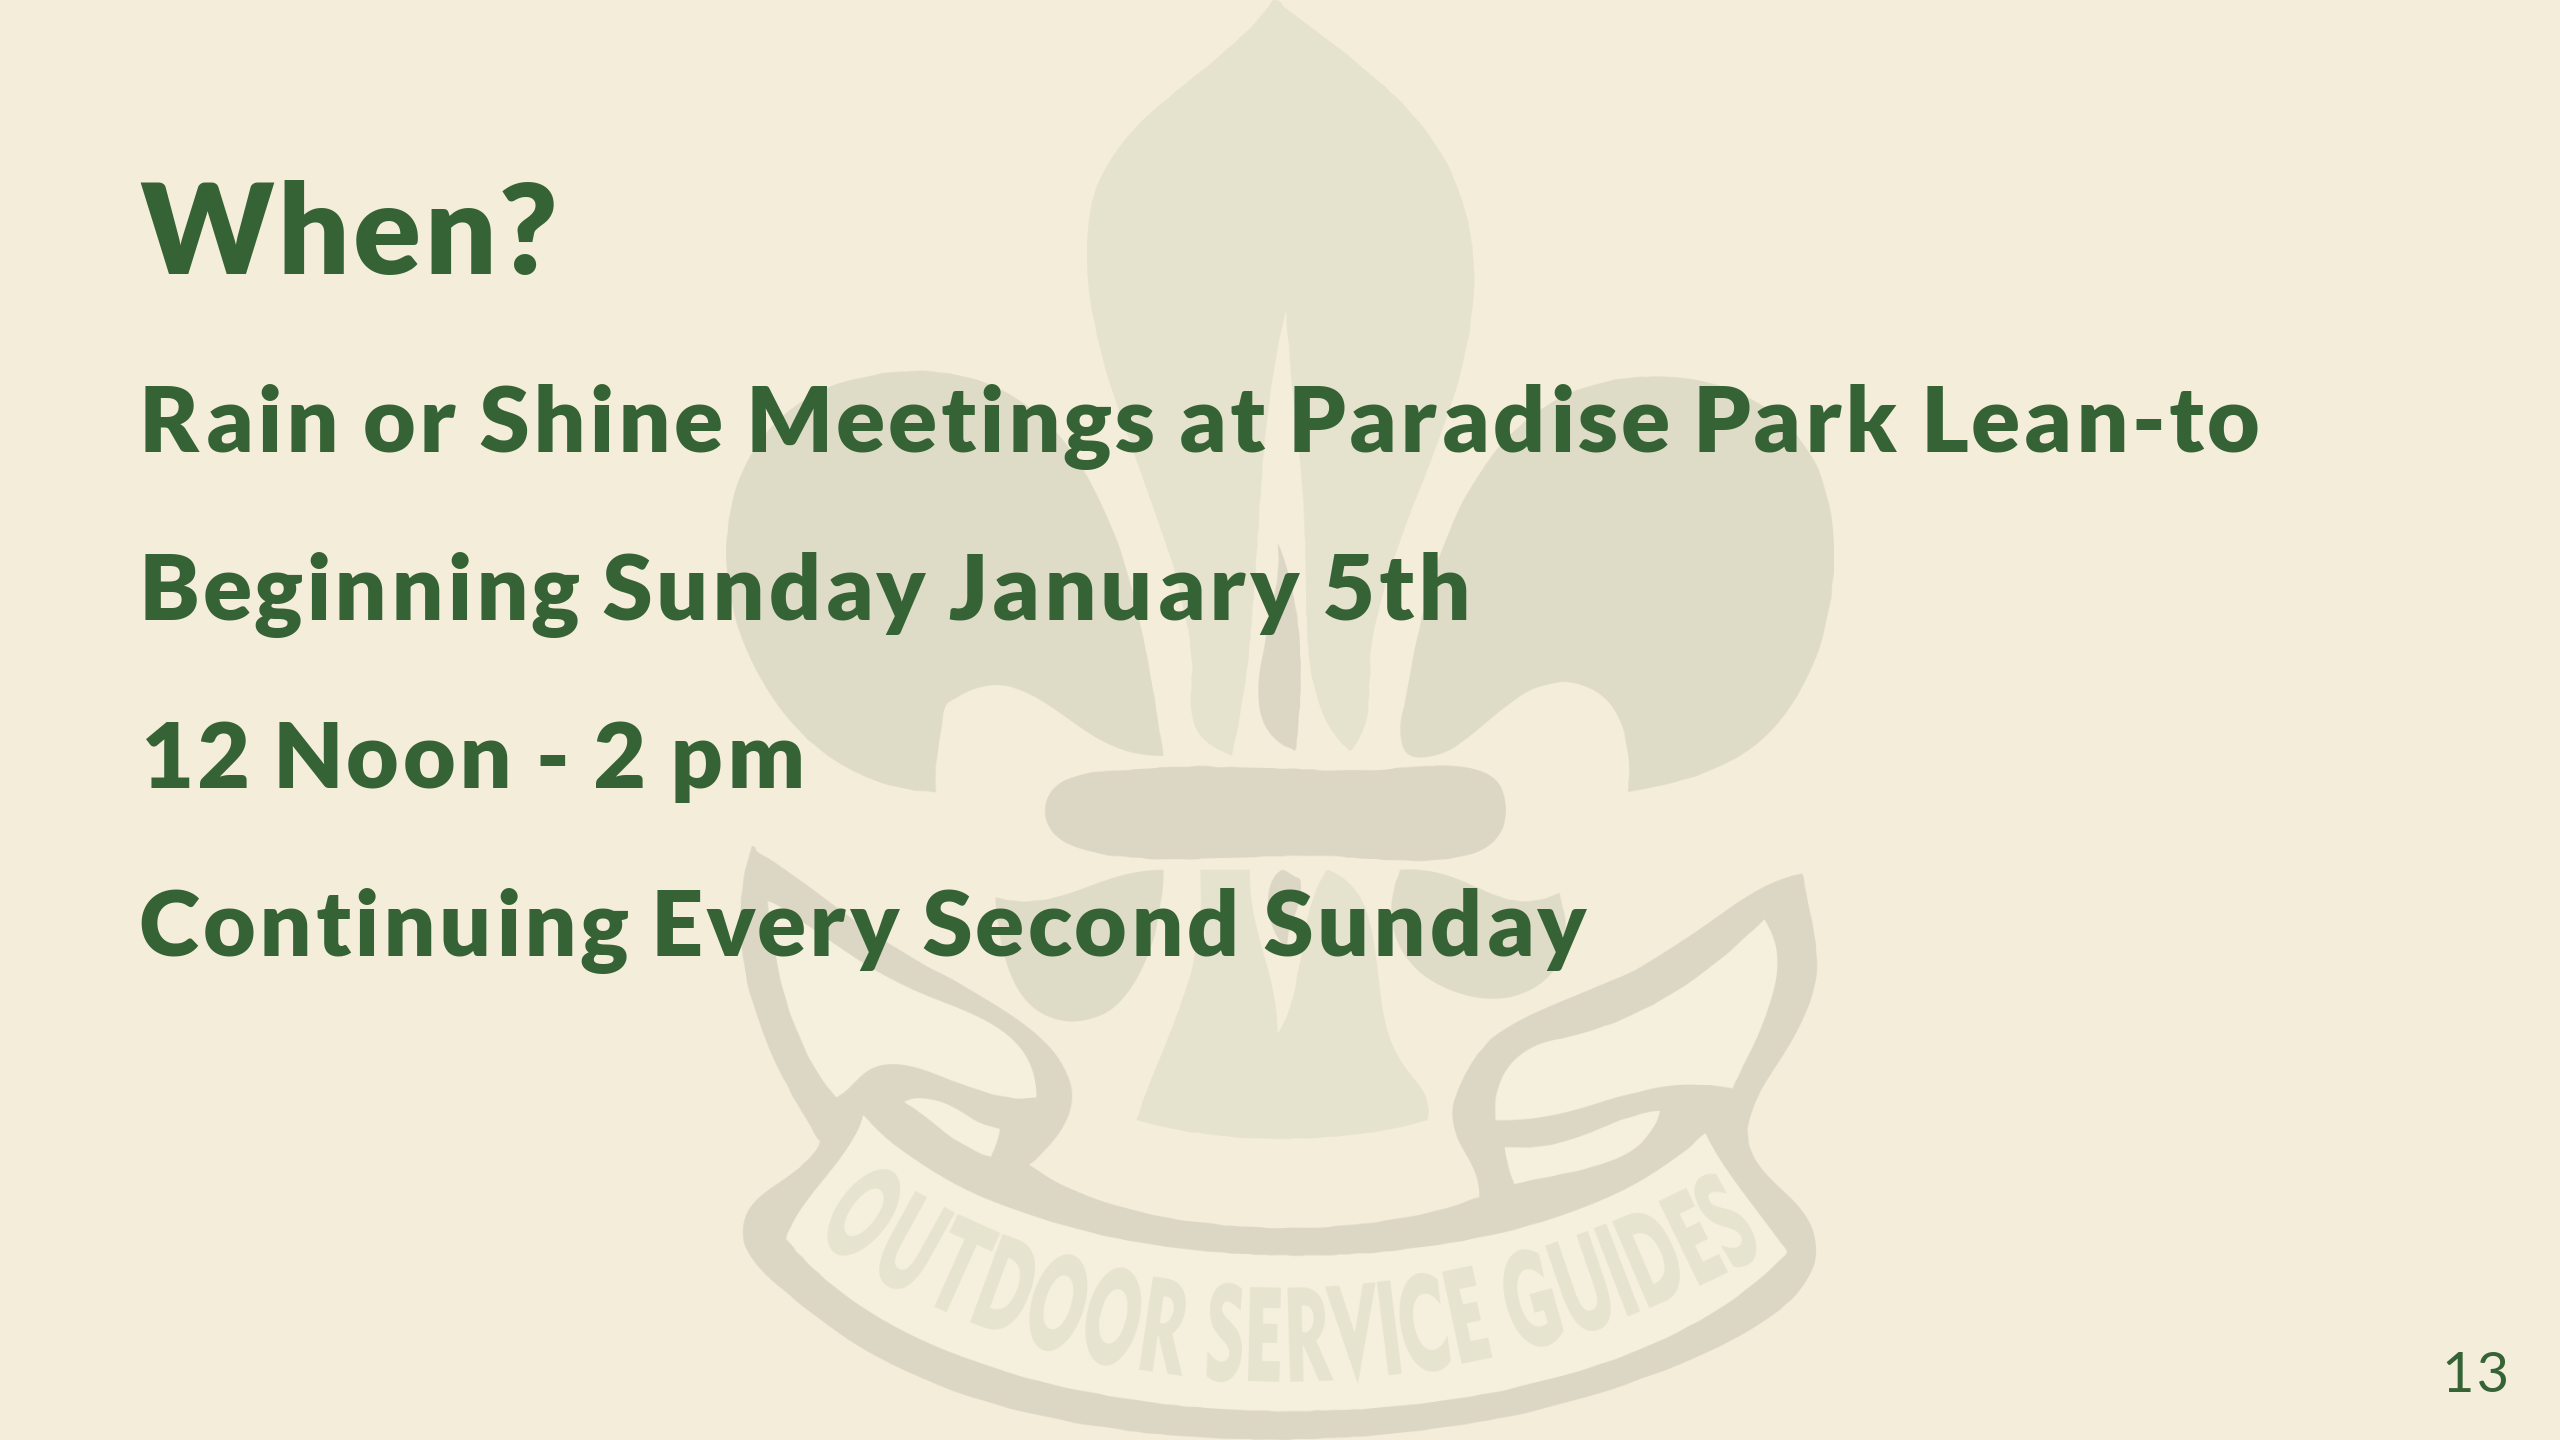 When?
Rain or Shine Meetings at Paradise Park Lean-to
Beginning Sunday January 5th
12 Noon - 2 pm
Continuing Every Second Sunday
OUTDOOR SERVICE GUIDES
13